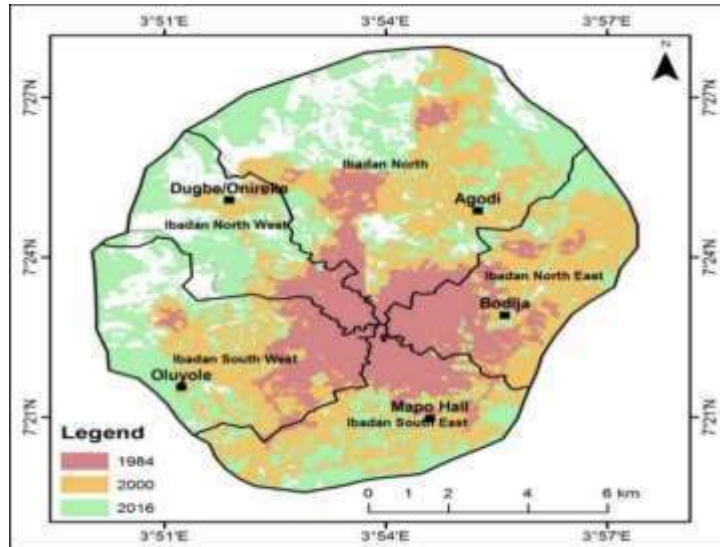 3°51'E 3°54'E 3°57'E
N
7°27'N 7°27'N
Ibadan North
Dugbe/Onireke
Agodi
Ibadan North West
7°24'N 7°24'N
Ibadan North East
Bodija
Ibadan South West
Oluyole
Mapo Hall
Ibadan South East
7°21'N 7°21'N
Legend
1984
2000
2016
0 1 2 4 6 km
3°51'E 3°54'E 3°57'E